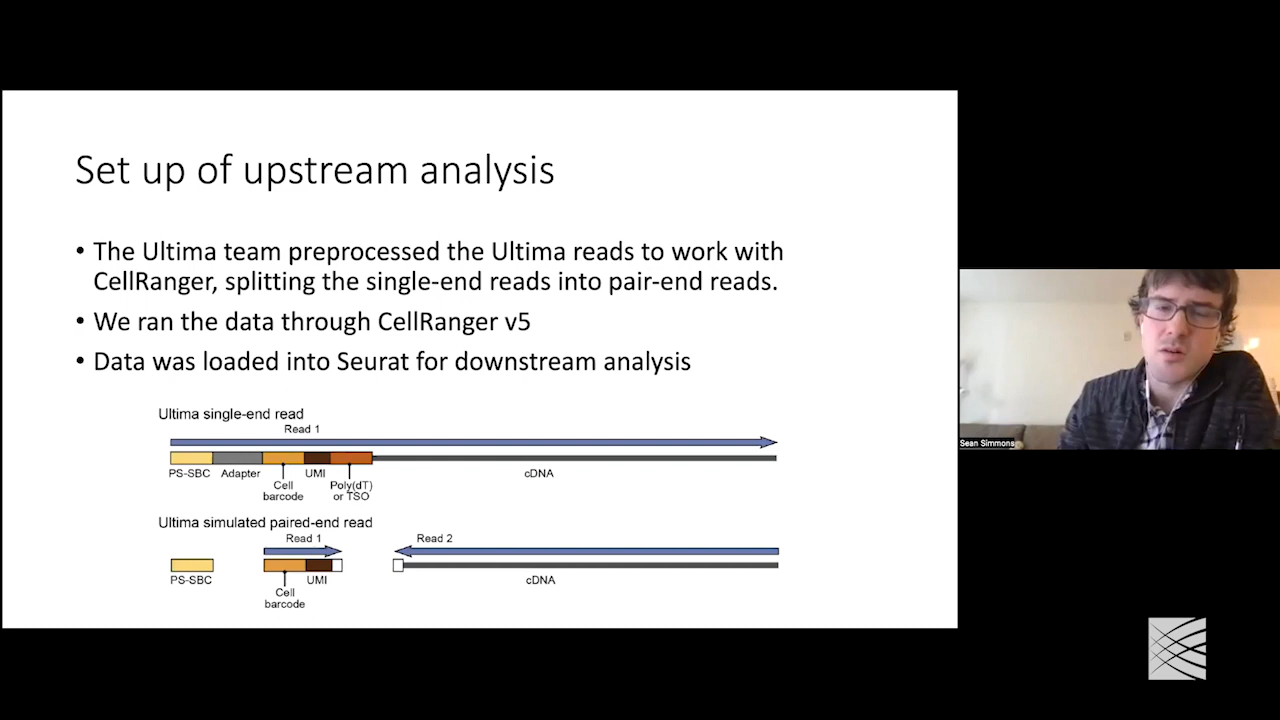 Set up of upstream analysis
• The Ultima team preprocessed the Ultima reads to work with
CellRanger, splitting the single-end reads into pair-end reads.
• We ran the data through CellRanger v5
• Data was loaded into Seurat for downstream analysis
Ultima single-end read
Read 1
PS-SBC Adapter UMI cDNA
Cell Poly(dT)
barcode or TSO
Ultima simulated paired-end read
Read 1 Read 2
PS-SBC UMI cDNA
Cell
barcode
Sean Simmons